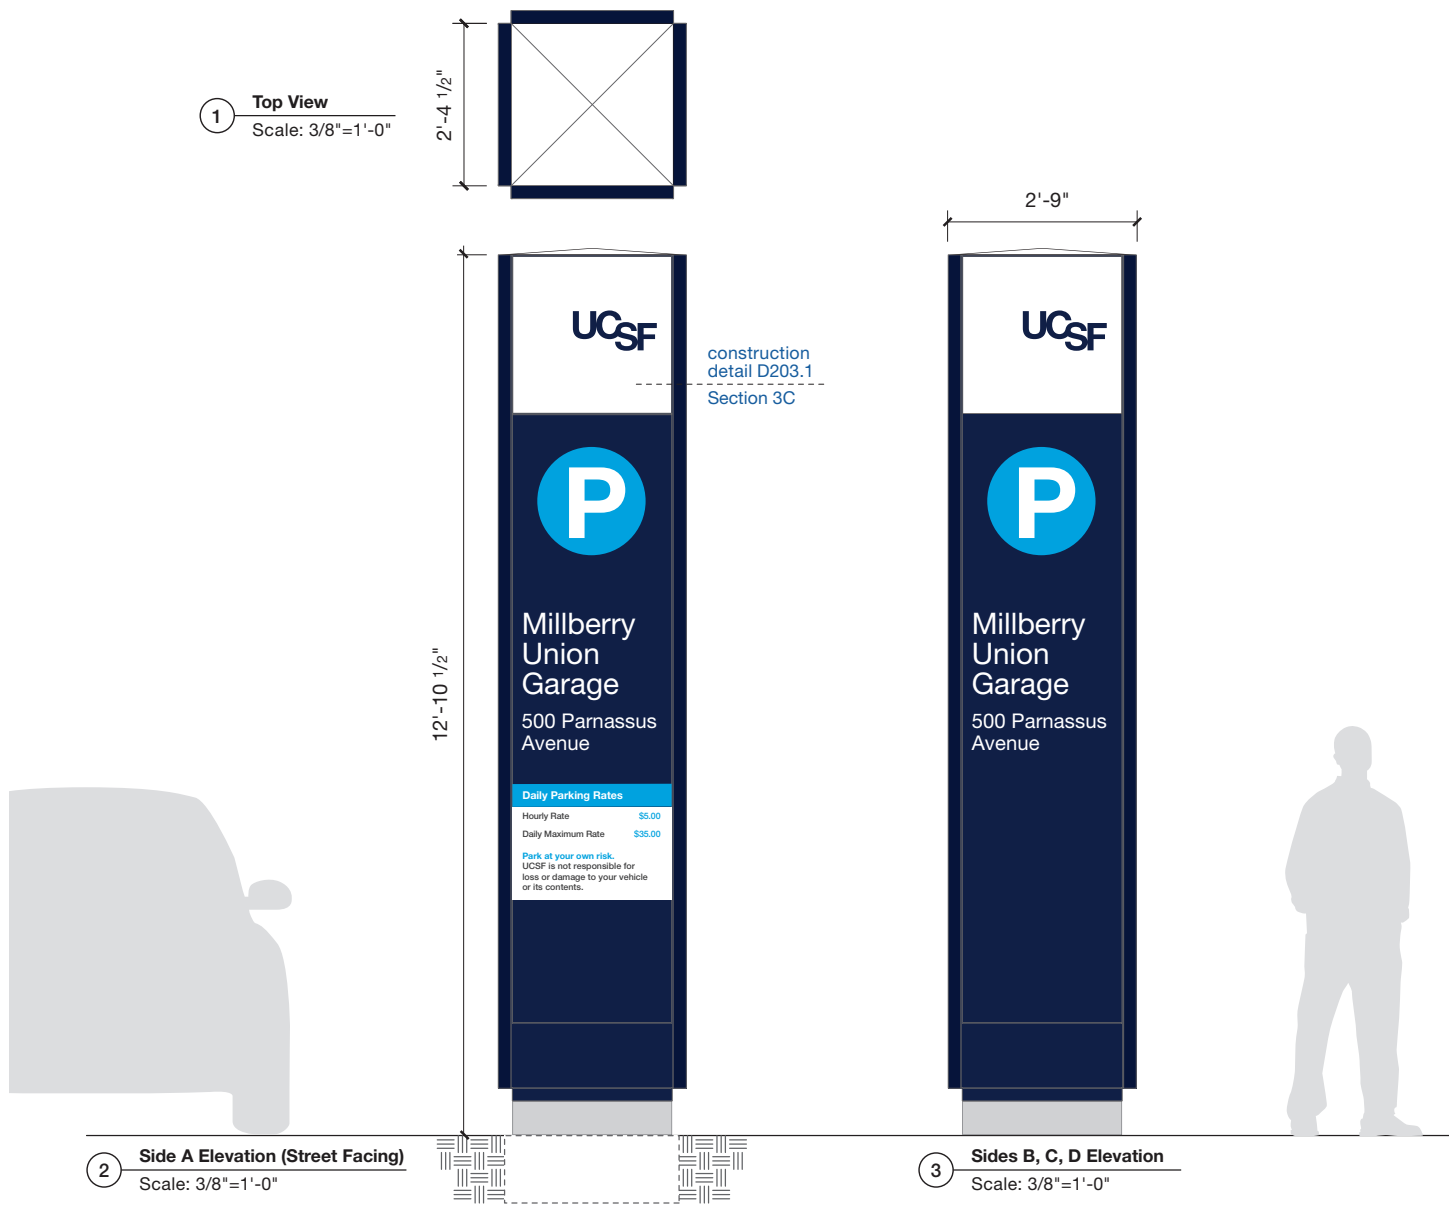 1
Top View
Scale: 3/8"=1'-0"
2'-4 1/2"
2'-9"
12'-10 1/2"
UCSF
construction
detail D203.1
Section 3C
P
Millberry
Union
Garage
500 Parnassus
Avenue
Daily Parking Rates
Hourly Rate $5.00
Daily Maximum Rate $35.00
Park at your own risk.
UCSF is not responsible for
loss or damage to your vehicle
or its contents.
UCSF
P
Millberry
Union
Garage
500 Parnassus
Avenue
2
Side A Elevation (Street Facing)
Scale: 3/8"=1'-0"
3
Sides B, C, D Elevation
Scale: 3/8"=1'-0"